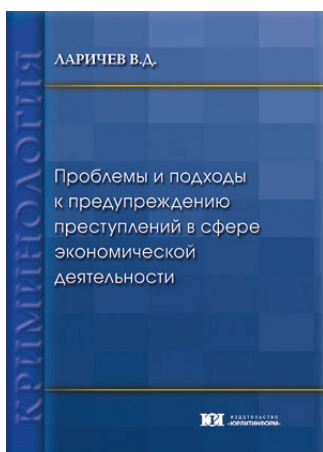 КРИМИНОЛОГИЯ
ЛАРИЧЕВ В.Д.
Проблемы и подходы
к предупреждению
преступлений в сфере
экономической
деятельности
ИЗДАТЕЛЬСТВО
«ЮРЛИТИНФОРМ»